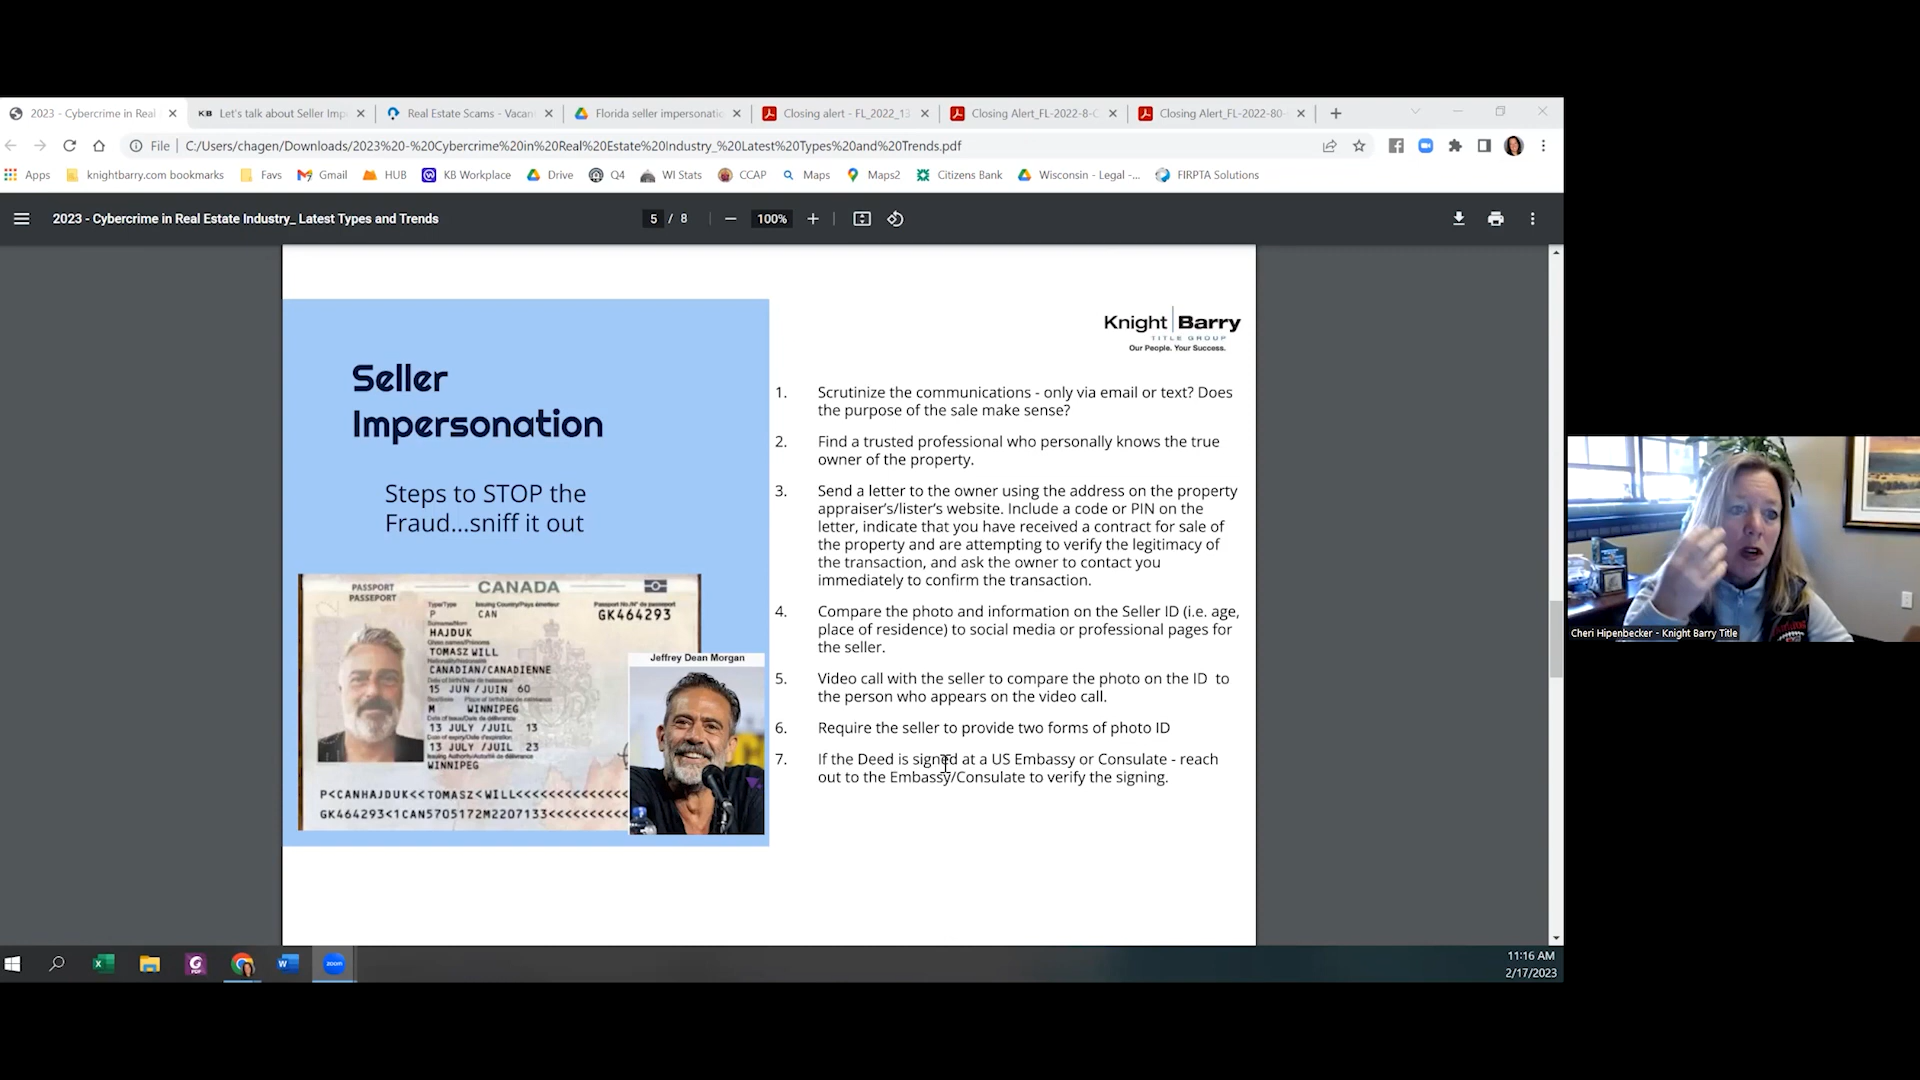 2023 - Cybercrime in Real
Let's talk about Seller Imp
Real Estate Scams - Vacan
Florida seller impersonatio
Closing alert - FL_2022_13
Closing Alert_FL-2022-8-C
Closing Alert_FL-2022-80-
File
C:/Users/chagen/Downloads/2023%20-%20Cybercrime%20in%20Real%20Estate%20Industry_%20Latest%20Types%20and%20Trends.pdf
Apps
knightbarry.com bookmarks
Favs
Gmail
HUB
KB Workplace
Drive
Q4
WI Stats
CCAP
Maps
Maps2
Citizens Bank
Wisconsin - Legal -...
FIRPTA Solutions
2023 - Cybercrime in Real Estate Industry_ Latest Types and Trends
5 / 8
100%
Seller
Impersonation
Steps to STOP the
Fraud...sniff it out
PASSPORT
PASSEPORT
CANADA
P
CAN
GK464293
HAJDUK
TOMASZ WILL
CANADIAN/CANADIENNE
15 JUN / JUIN 60
M WINNIPEG
13 JULY /JUIL 13
13 JULY /JUIL 23
WINNIPEG
P<CANHAJDUK<<TOMASZ<WILL<<<<<<<<<<<<<
GK464293<1CAN5705172M2207133<<<<<<<<<<
Jeffrey Dean Morgan
Knight Barry
TITLE GROUP
Our People. Your Success.
1. Scrutinize the communications - only via email or text? Does
the purpose of the sale make sense?
2. Find a trusted professional who personally knows the true
owner of the property.
3. Send a letter to the owner using the address on the property
appraiser's/lister's website. Include a code or PIN on the
letter, indicate that you have received a contract for sale of
the property and are attempting to verify the legitimacy of
the transaction, and ask the owner to contact you
immediately to confirm the transaction.
4. Compare the photo and information on the Seller ID (i.e. age,
place of residence) to social media or professional pages for
the seller.
5. Video call with the seller to compare the photo on the ID to
the person who appears on the video call.
6. Require the seller to provide two forms of photo ID
7. If the Deed is signed at a US Embassy or Consulate - reach
out to the Embassy/Consulate to verify the signing.
Cheri Hipenbecker - Knight Barry Title
zoom
11:16 AM
2/17/2023